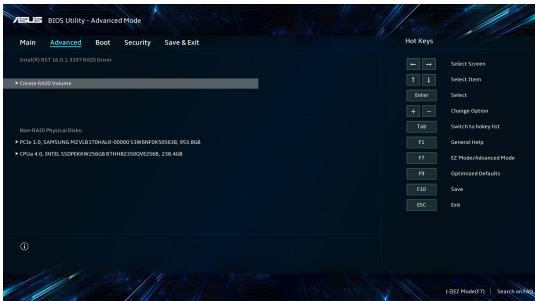 ASUS BIOS Utility - Advanced Mode
Main Advanced Boot Security Save & Exit
Hot Keys
Intel(R) RST 16.0.1.3397 RAID Driver
Create RAID Volume
Non-RAID Physical Disks:
PCIe 1.0, SAMSUNG MZVLB1T0HALR-00000 S3W6NF0K505638, 953.8GB
CPUa 4.0, INTEL SSDPEKKW256G8 BTHH82350QVE256B, 238.4GB
← → Select Screen
↑ ↓ Select Item
Enter Select
+ − Change Option
Tab Switch to hokey list
F1 General Help
F7 EZ Mode/Advanced Mode
F9 Optimized Defaults
F10 Save
ESC Exit
EZ Mode(F7) | Search on FAQ